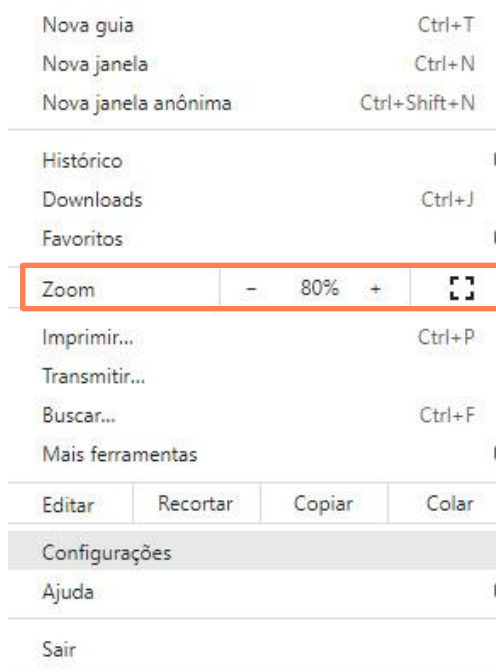 Nova guia Ctrl+T
Nova janela Ctrl+N
Nova janela anônima Ctrl+Shift+N
Histórico
Downloads Ctrl+J
Favoritos
Zoom - 80% +
Imprimir... Ctrl+P
Transmitir...
Buscar... Ctrl+F
Mais ferramentas
Editar Recortar Copiar Colar
Configurações
Ajuda
Sair